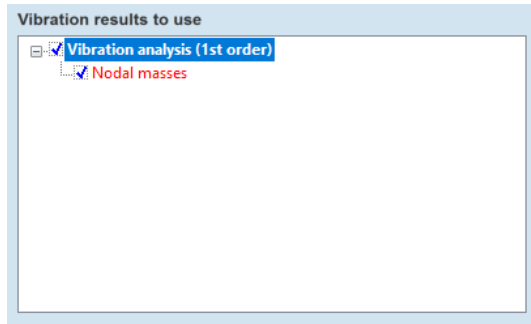 Vibration results to use
Vibration analysis (1st order)
Nodal masses